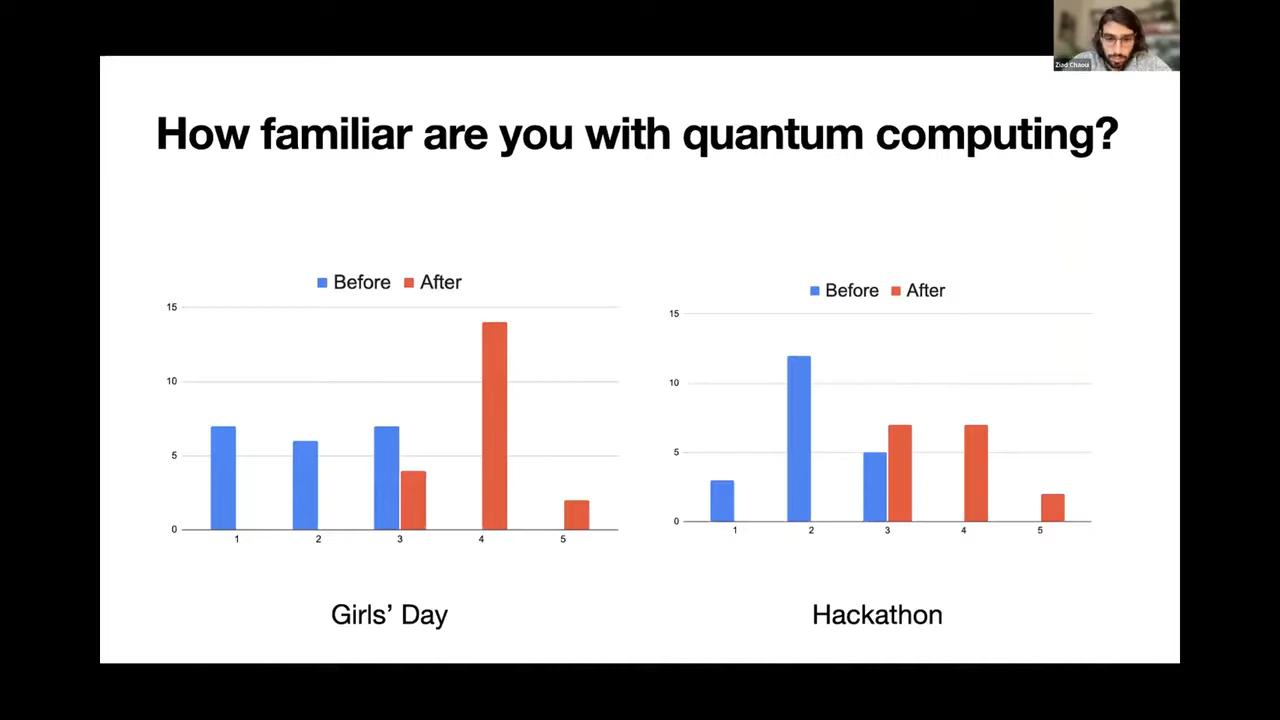 Ziad Chaoui
How familiar are you with quantum computing?
Before After
15
10
5
0
1 2 3 4 5
Girls’ Day
Before After
15
10
5
0
1 2 3 4 5
Hackathon